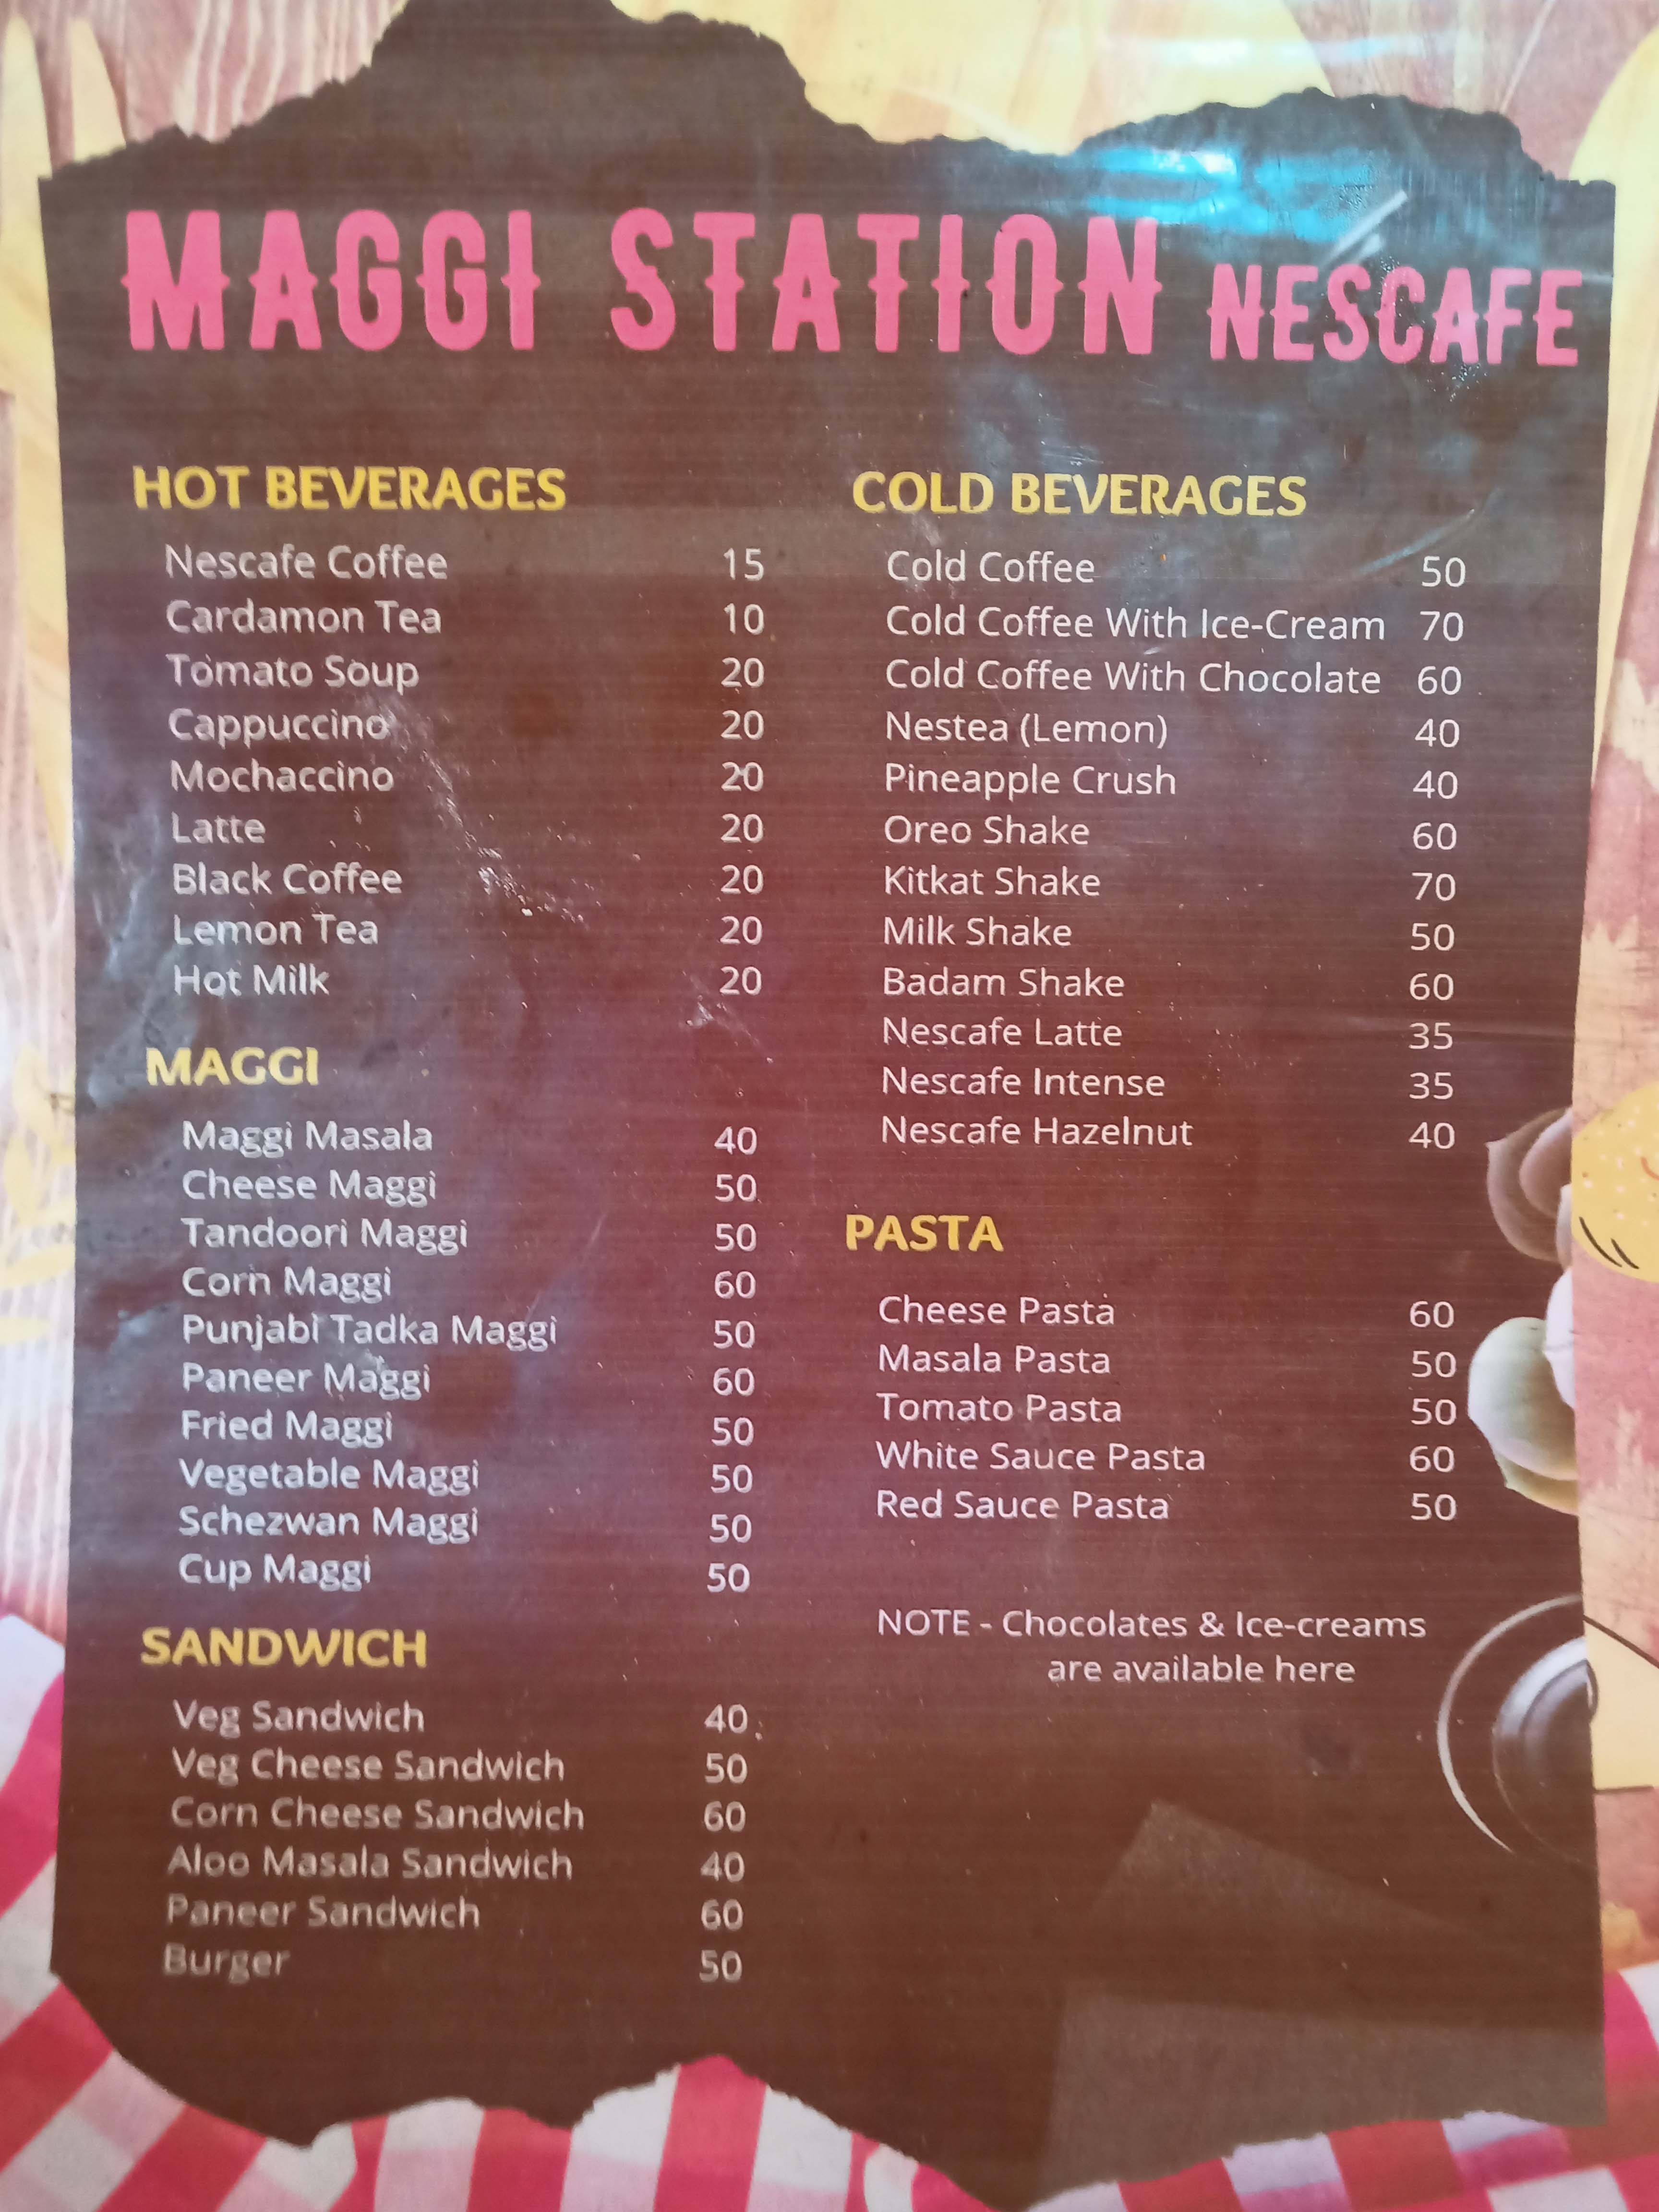 MAGGI STATION NESCAFE
HOT BEVERAGES
Nescafe Coffee 15
Cardamon Tea 10
Tomato Soup 20
Cappuccino 20
Mochaccino 20
Latte 20
Black Coffee 20
Lemon Tea 20
Hot Milk 20
MAGGI
Maggi Masala 40
Cheese Maggi 50
Tandoori Maggi 50
Corn Maggi 60
Punjabi Tadka Maggi 50
Paneer Maggi 60
Fried Maggi 50
Vegetable Maggi 50
Schezwan Maggi 50
Cup Maggi 50
SANDWICH
Veg Sandwich 40
Veg Cheese Sandwich 50
Corn Cheese Sandwich 60
Aloo Masala Sandwich 40
Paneer Sandwich 60
Burger 50
COLD BEVERAGES
Cold Coffee 50
Cold Coffee With Ice-Cream 70
Cold Coffee With Chocolate 60
Nestea (Lemon) 40
Pineapple Crush 40
Oreo Shake 60
Kitkat Shake 70
Milk Shake 50
Badam Shake 60
Nescafe Latte 35
Nescafe Intense 35
Nescafe Hazelnut 40
PASTA
Cheese Pasta 60
Masala Pasta 50
Tomato Pasta 50
White Sauce Pasta 60
Red Sauce Pasta 50
NOTE - Chocolates & Ice-creams
are available here